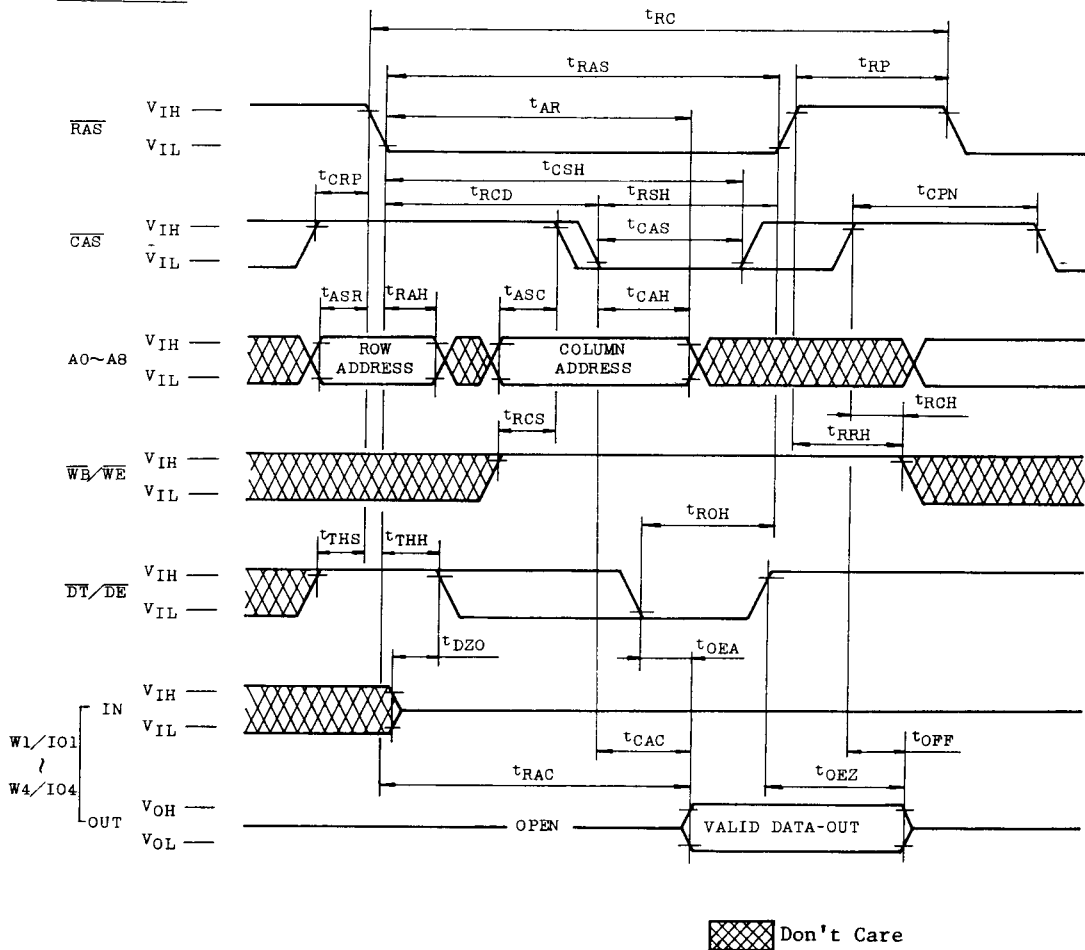 tRC
tRAS
tRP
tAR
RAS
VIH
VIL
tCRP
tCSH
tRCD
tRSH
tCPN
CAS
VIH
VIL
tCAS
tASR
tRAH
tASC
tCAH
A0~A8
VIH
VIL
ROW
ADDRESS
COLUMN
ADDRESS
tRCS
tRCH
tRRH
WB/WE
VIH
VIL
tROH
tTHS
tTHH
DT/DE
VIH
VIL
tDZO
tOEA
IN
VIH
VIL
W1/IO1
~
W4/IO4
tCAC
tOFF
tRAC
tOEZ
OUT
VOH
VOL
OPEN
VALID DATA-OUT
Don't Care